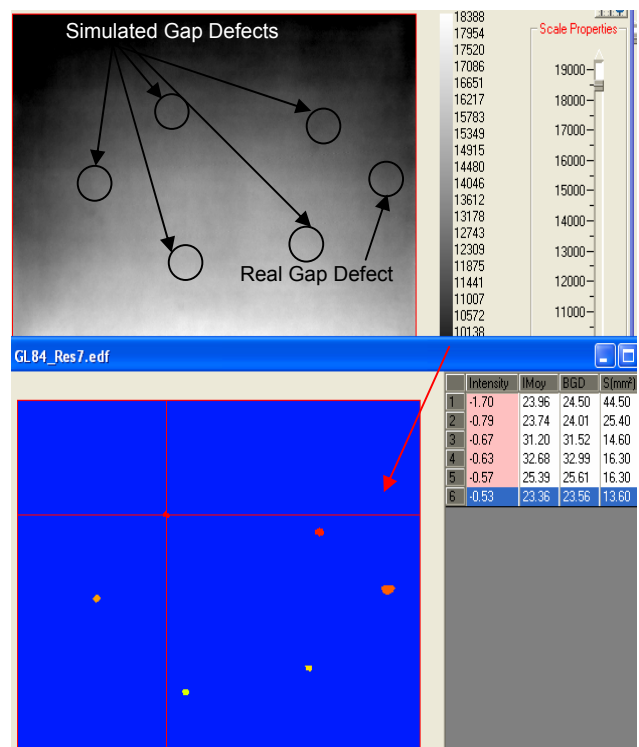 Simulated Gap Defects
Real Gap Defect
18388
17954
17520
17086
16651
16217
15783
15349
14915
14480
14046
13612
13178
12743
12309
11875
11441
11007
10572
10138
Scale Properties
19000
18000
17000
16000
15000
14000
13000
12000
11000
GL84_Res7.edf
Intensity IMoy BGD S(mm²)
1 -1.70 23.96 24.50 44.50
2 -0.79 23.74 24.01 25.40
3 -0.67 31.20 31.52 14.60
4 -0.63 32.68 32.99 16.30
5 -0.57 25.39 25.61 16.30
6 -0.53 23.36 23.56 13.60